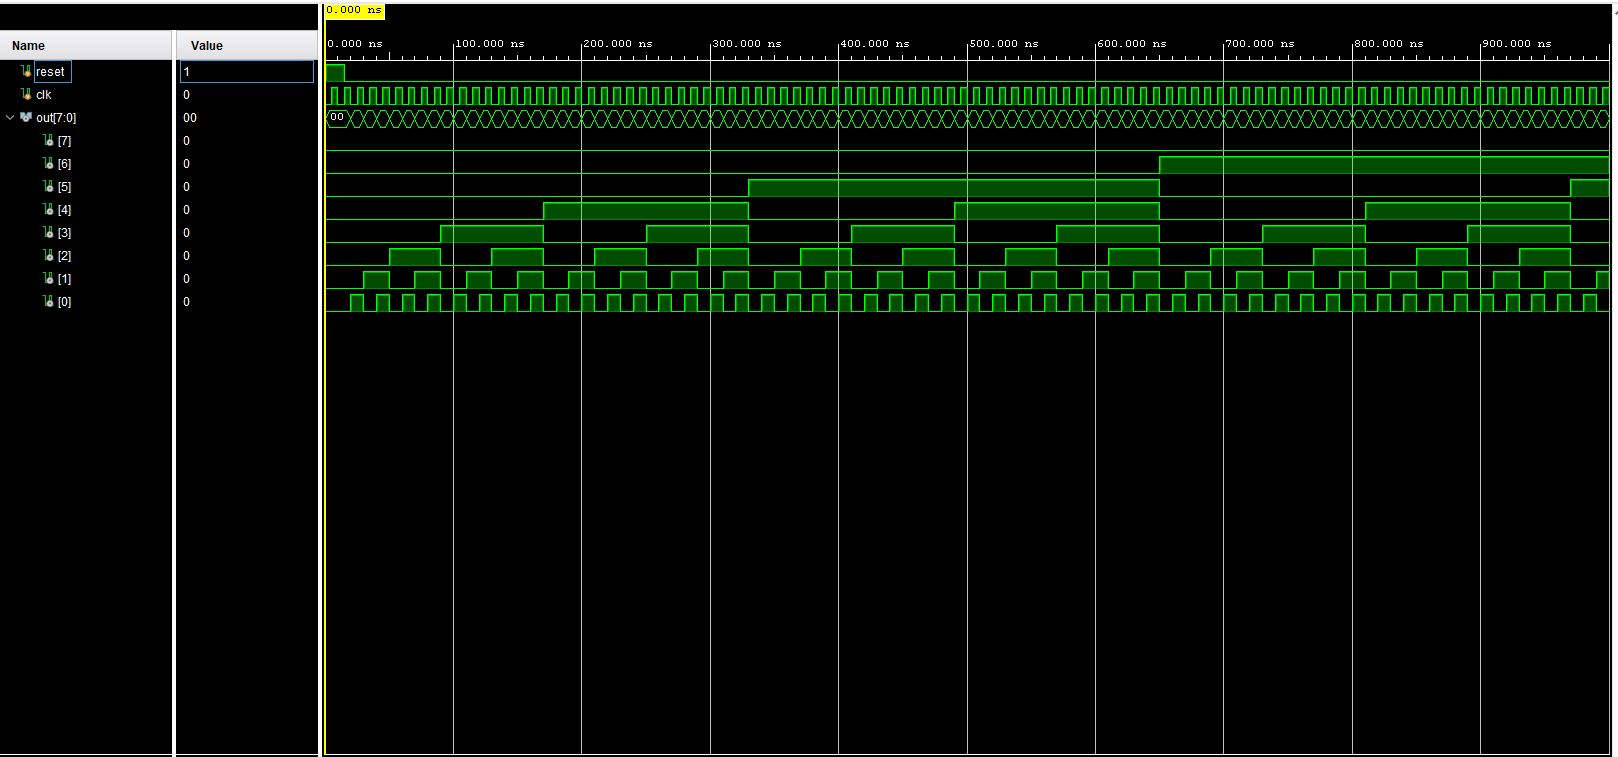 0.000 ns
Name Value
0.000 ns 100.000 ns 200.000 ns 300.000 ns 400.000 ns 500.000 ns 600.000 ns 700.000 ns 800.000 ns 900.000 ns
reset 1
clk 0
out[7:0] 00 00
[7] 0
[6] 0
[5] 0
[4] 0
[3] 0
[2] 0
[1] 0
[0] 0